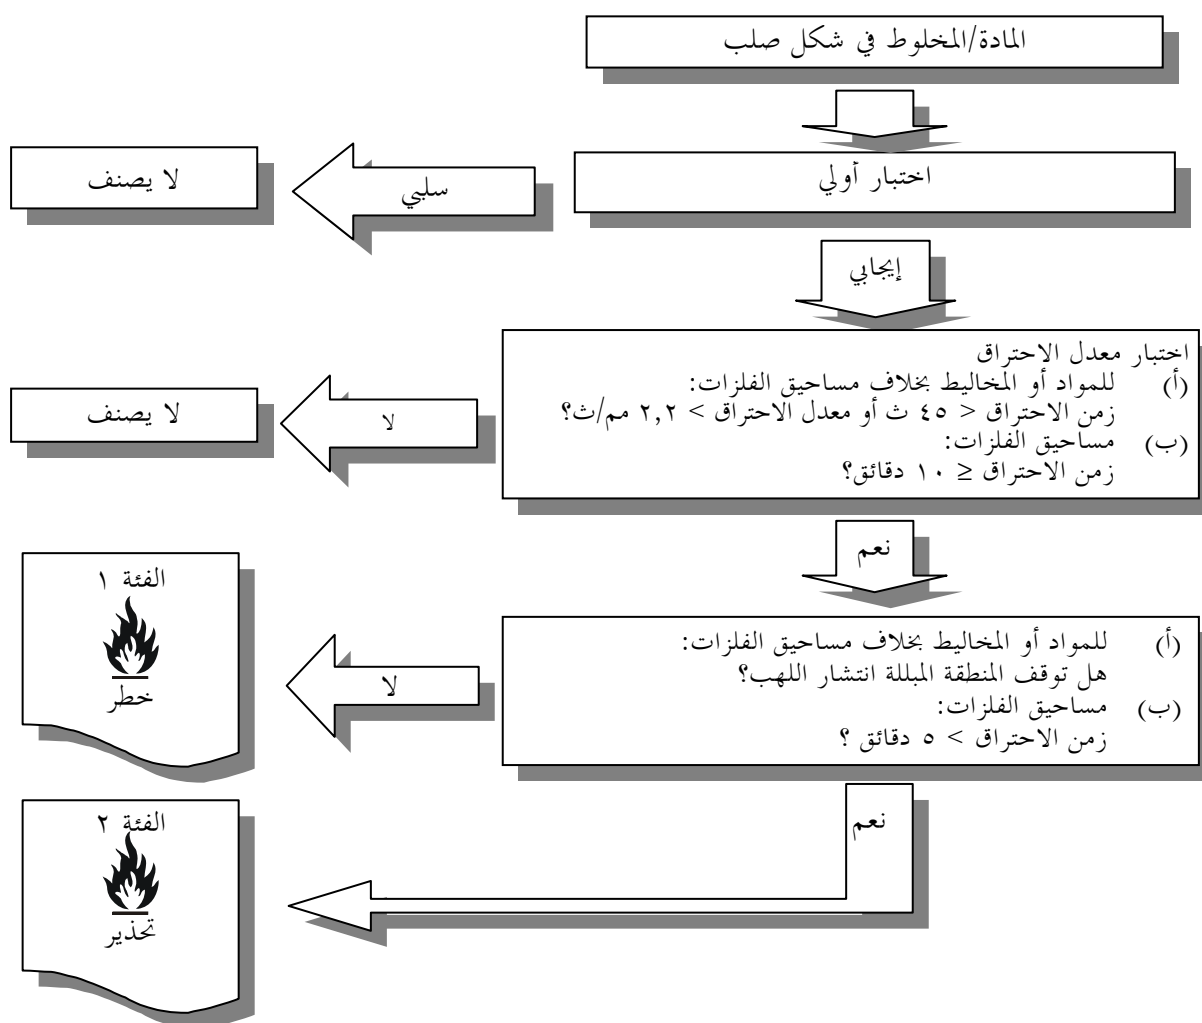 المادة/المخلوط في شكل صلب
اختبار أولي
سلبي
لا يصنف
إيجابي
اختبار معدل الاحتراق
(أ) للمواد أو المخاليط بخلاف مساحيق الفلزات:
زمن الاحتراق < ٤٥ ث أو معدل الاحتراق > ٢,٢ مم/ث؟
(ب) مساحيق الفلزات:
زمن الاحتراق ≤ ١٠ دقائق؟
لا
لا يصنف
نعم
(أ) للمواد أو المخاليط بخلاف مساحيق الفلزات:
هل توقف المنطقة المبللة انتشار اللهب؟
(ب) مساحيق الفلزات:
زمن الاحتراق > ٥ دقائق ؟
لا
الفئة ١
خطر
نعم
الفئة ٢
تحذير